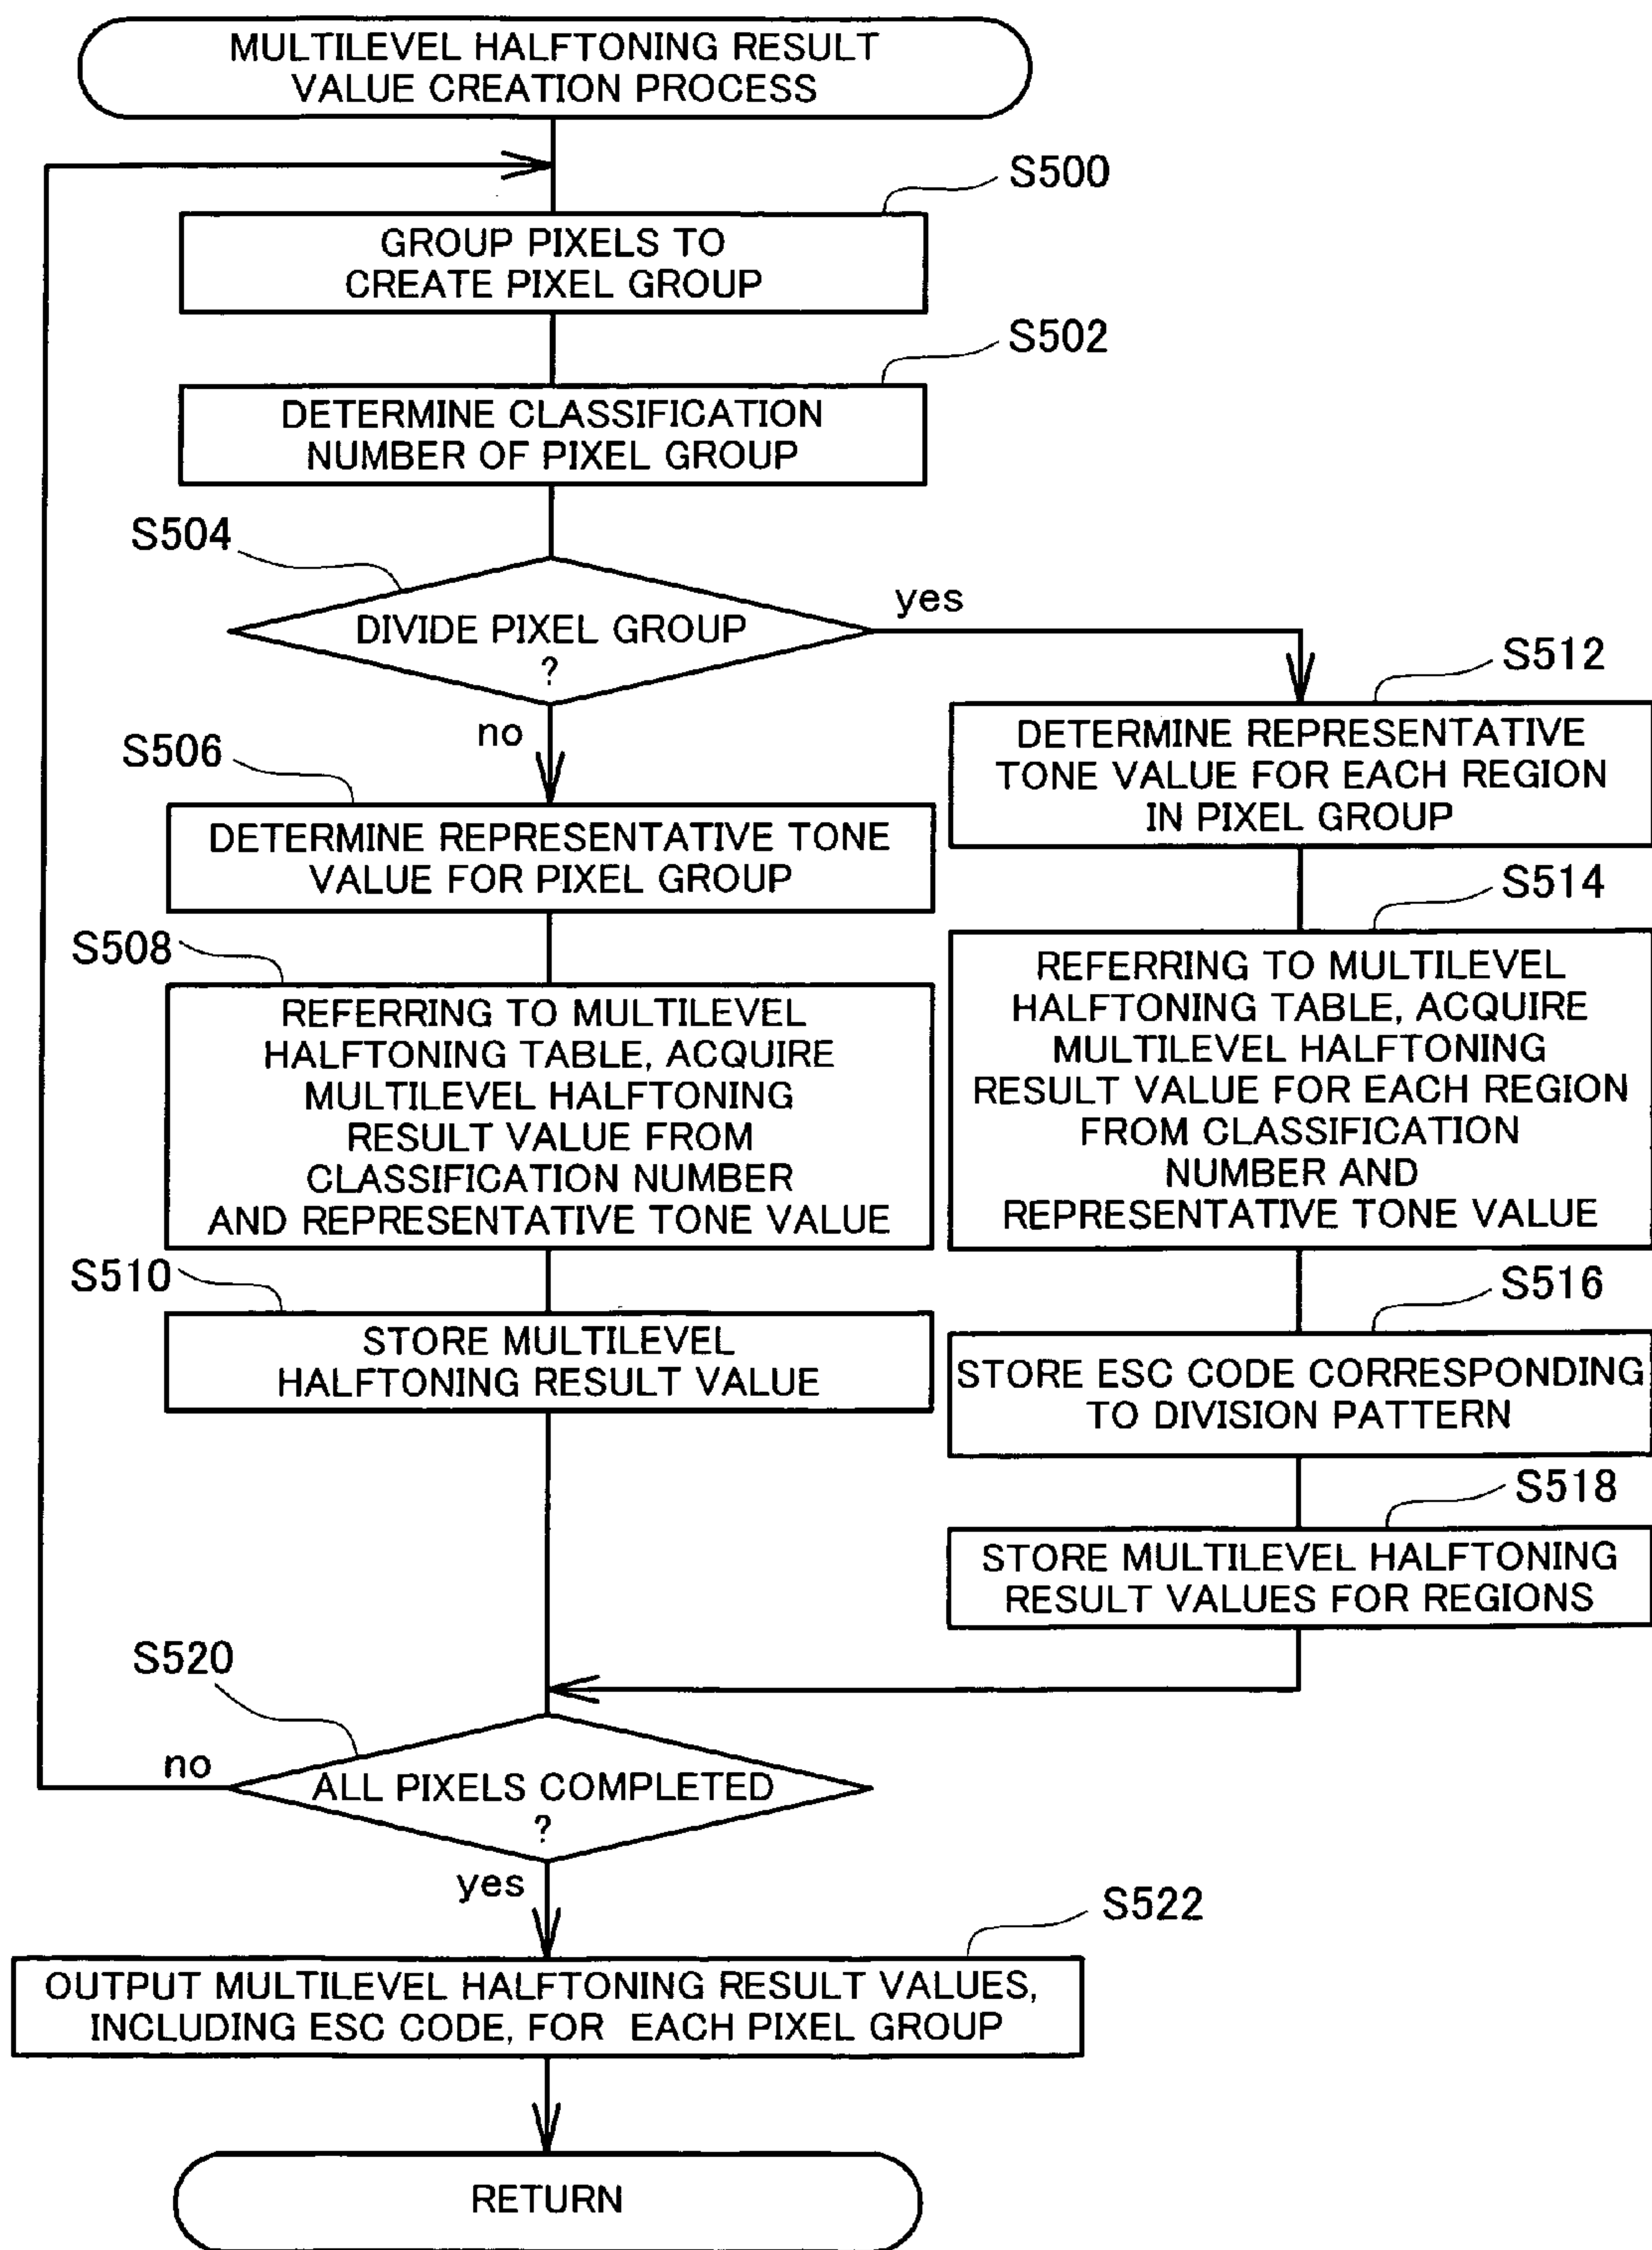 MULTILEVEL HALFTONING RESULT
VALUE CREATION PROCESS
S500
GROUP PIXELS TO
CREATE PIXEL GROUP
S502
DETERMINE CLASSIFICATION
NUMBER OF PIXEL GROUP
S504
DIVIDE PIXEL GROUP
?
yes
no
S506
DETERMINE REPRESENTATIVE TONE
VALUE FOR PIXEL GROUP
S508
REFERRING TO MULTILEVEL
HALFTONING TABLE, ACQUIRE
MULTILEVEL HALFTONING
RESULT VALUE FROM
CLASSIFICATION NUMBER
AND REPRESENTATIVE TONE VALUE
S510
STORE MULTILEVEL
HALFTONING RESULT VALUE
S512
DETERMINE REPRESENTATIVE
TONE VALUE FOR EACH REGION
IN PIXEL GROUP
S514
REFERRING TO MULTILEVEL
HALFTONING TABLE, ACQUIRE
MULTILEVEL HALFTONING
RESULT VALUE FOR EACH REGION
FROM CLASSIFICATION
NUMBER AND
REPRESENTATIVE TONE VALUE
S516
STORE ESC CODE CORRESPONDING
TO DIVISION PATTERN
S518
STORE MULTILEVEL HALFTONING
RESULT VALUES FOR REGIONS
S520
ALL PIXELS COMPLETED
?
no
yes
S522
OUTPUT MULTILEVEL HALFTONING RESULT VALUES,
INCLUDING ESC CODE, FOR EACH PIXEL GROUP
RETURN